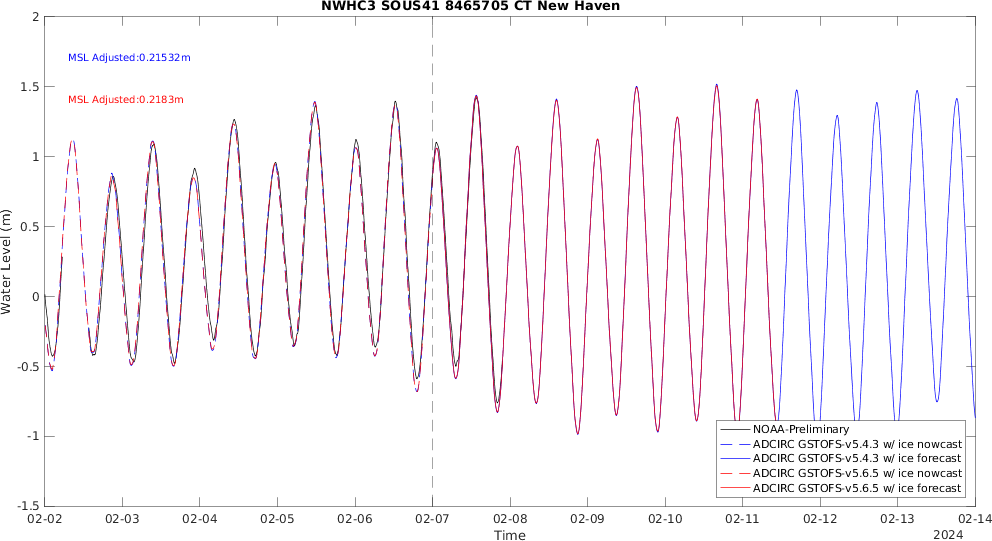 NWHC3 SOUS41 8465705 CT New Haven
MSL Adjusted:0.21532m
MSL Adjusted:0.2183m
Water Level (m)
2
1.5
1
0.5
0
-0.5
-1
-1.5
NOAA-Preliminary
ADCIRC GSTOFS-v5.4.3 w/ ice nowcast
ADCIRC GSTOFS-v5.4.3 w/ ice forecast
ADCIRC GSTOFS-v5.6.5 w/ ice nowcast
ADCIRC GSTOFS-v5.6.5 w/ ice forecast
02-02 02-03 02-04 02-05 02-06 02-07 02-08 02-09 02-10 02-11 02-12 02-13 02-14
Time
2024